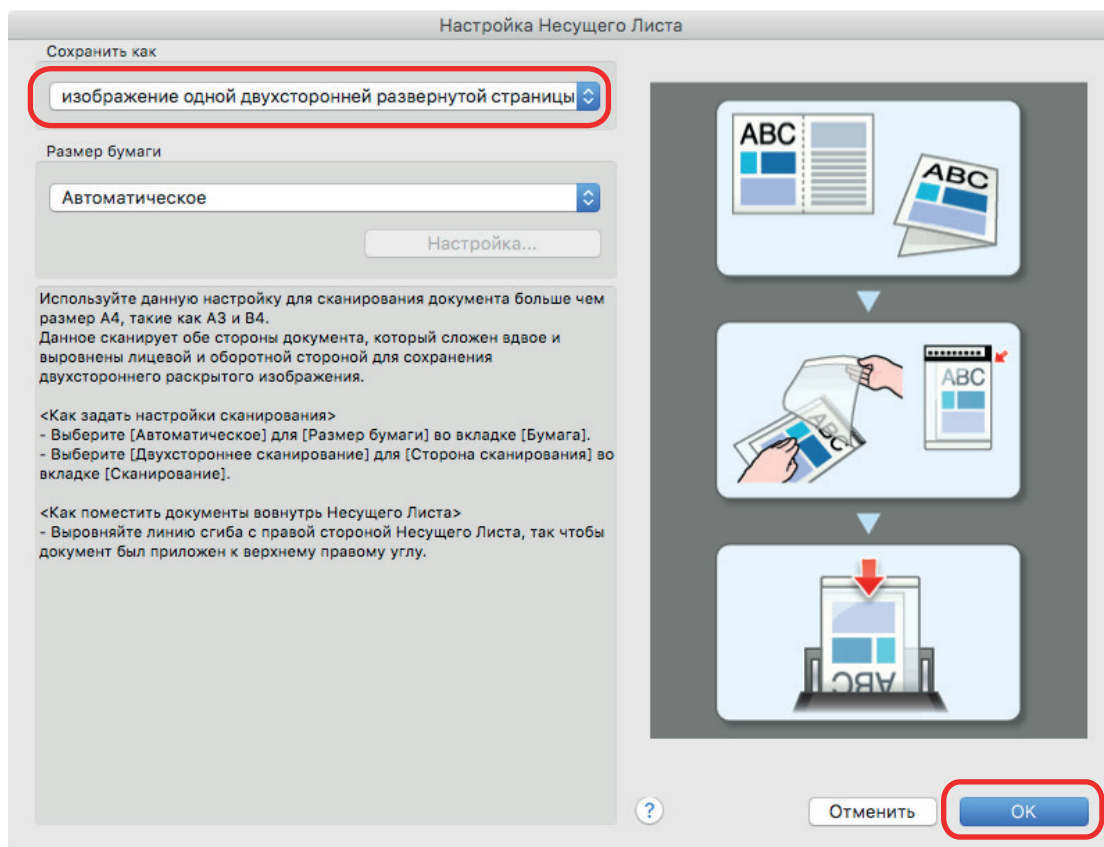 Настройка Несущего Листа
Сохранить как
изображение одной двухсторонней развернутой страницы
Размер бумаги
Автоматическое
Настройка...
Используйте данную настройку для сканирования документа больше чем
размер A4, такие как A3 и B4.
Данное сканирует обе стороны документа, который сложен вдвое и
выровнены лицевой и оборотной стороной для сохранения
двухстороннего раскрытого изображения.
<Как задать настройки сканирования>
- Выберите [Автоматическое] для [Размер бумаги] во вкладке [Бумага].
- Выберите [Двухстороннее сканирование] для [Сторона сканирования] во
вкладке [Сканирование].
<Как поместить документы вовнутрь Несущего Листа>
- Выровняйте линию сгиба с правой стороной Несущего Листа, так чтобы
документ был приложен к верхнему правому углу.
ABC
ABC
ABC
ABC
ABC
?
Отменить
OK